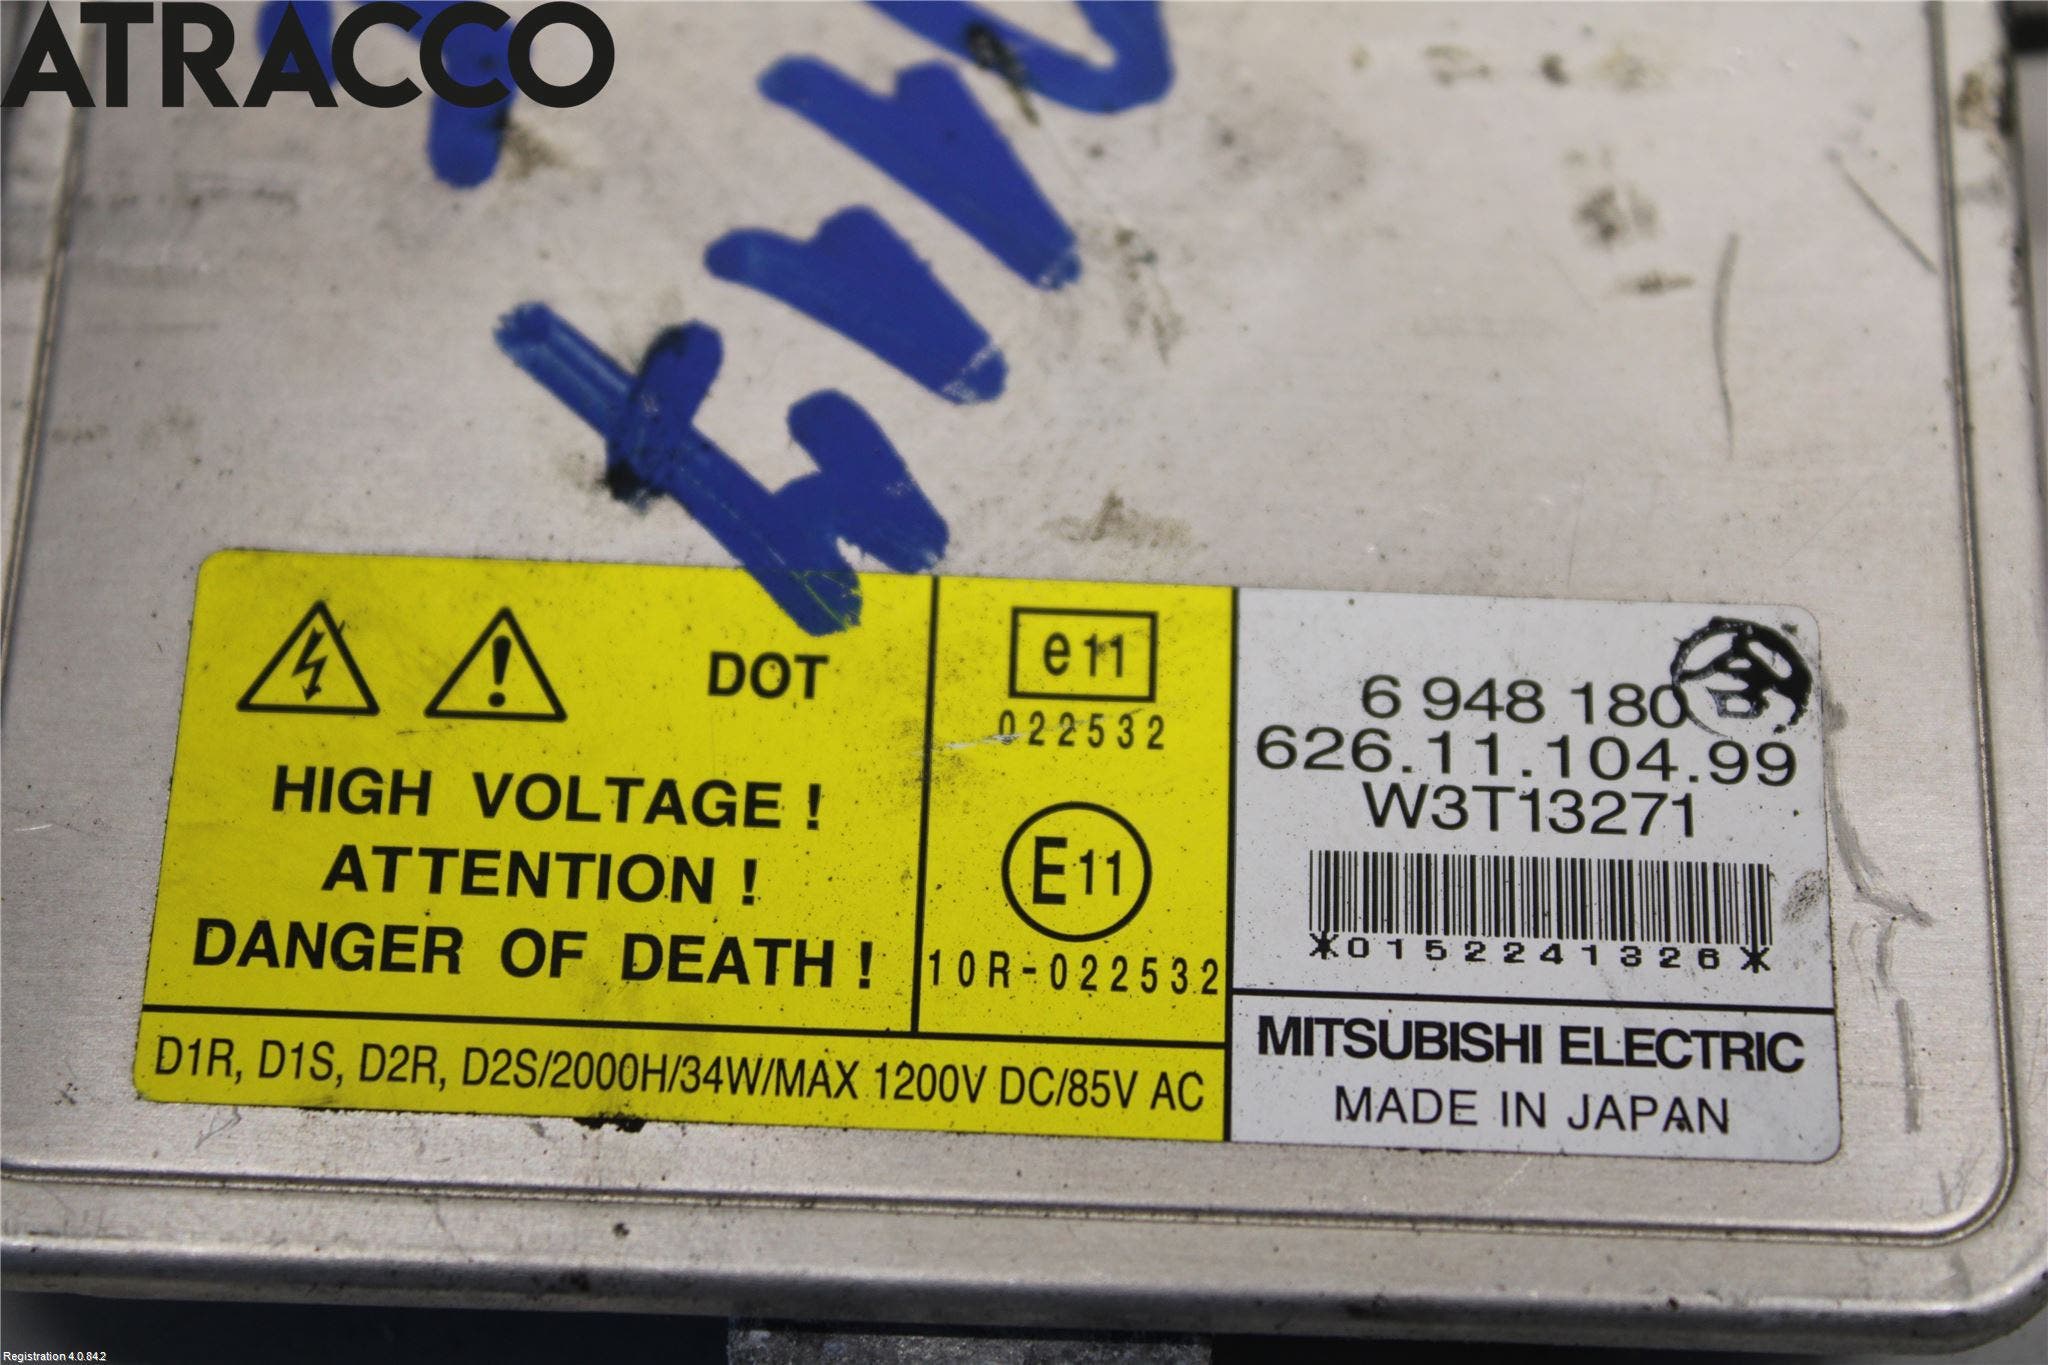 ATRACCO
DOT
HIGH VOLTAGE !
ATTENTION !
DANGER OF DEATH !
e11
022532
E11
10R-022532
D1R, D1S, D2R, D2S/2000H/34W/MAX 1200V DC/85V AC
6 948 180
626.11.104.99
W3T13271
*0152241326*
MITSUBISHI ELECTRIC
MADE IN JAPAN
Registration 4.0.84.2